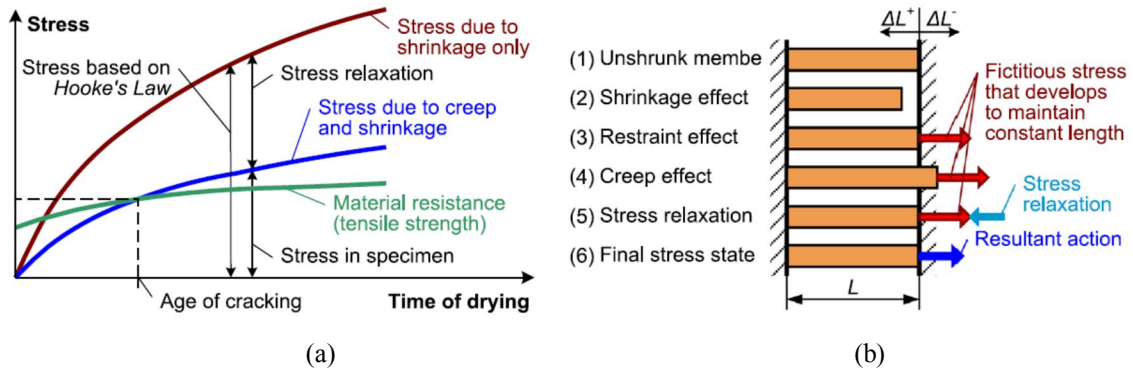 Stress
Stress due to
shrinkage only
Stress based on
Hooke's Law
Stress relaxation
Stress due to creep
and shrinkage
Material resistance
(tensile strength)
Stress in specimen
Age of cracking
Time of drying
(a)
ΔL⁺ ΔL⁻
(1) Unshrunk membe
(2) Shrinkage effect
(3) Restraint effect
(4) Creep effect
(5) Stress relaxation
(6) Final stress state
Fictitious stress
that develops
to maintain
constant length
Stress
relaxation
Resultant action
L
(b)